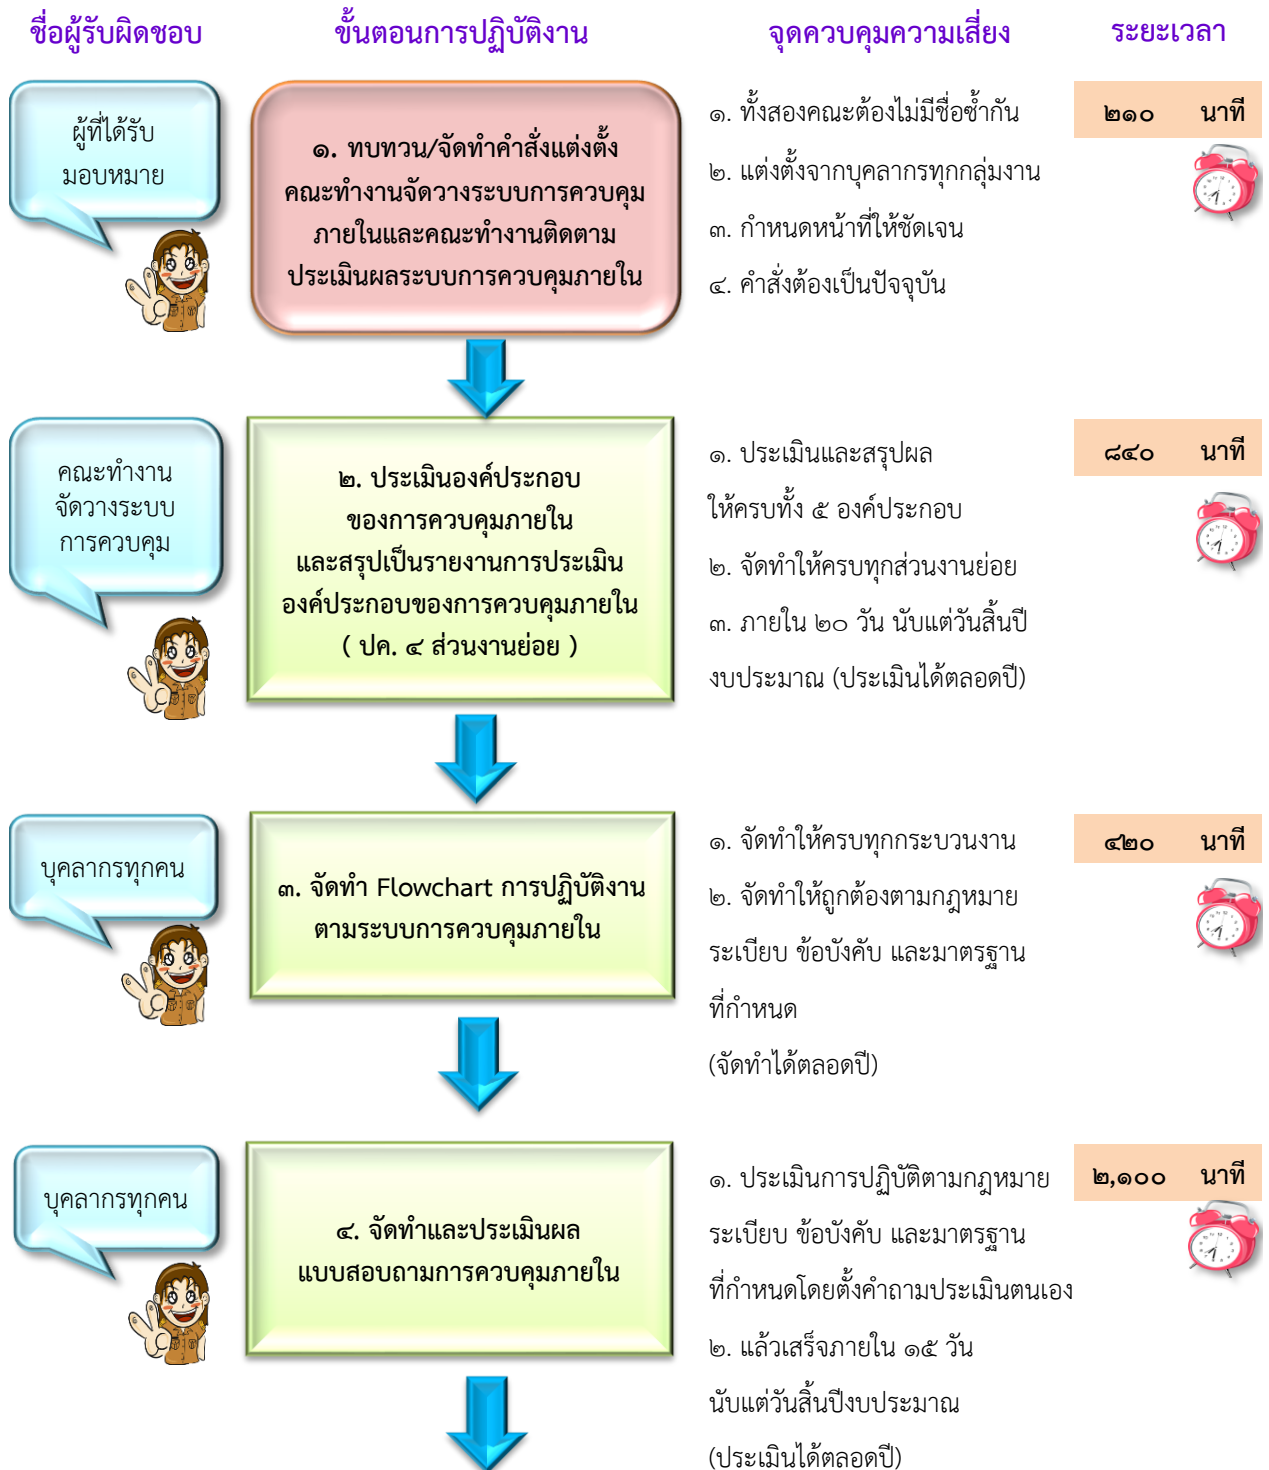 ชื่อผู้รับผิดชอบ ขั้นตอนการปฏิบัติงาน จุดควบคุมความเสี่ยง ระยะเวลา
ผู้ที่ได้รับ
มอบหมาย
๑. ทบทวน/จัดทำคำสั่งแต่งตั้ง
คณะทำงานจัดวางระบบการควบคุม
ภายในและคณะทำงานติดตาม
ประเมินผลระบบการควบคุมภายใน
๑. ทั้งสองคณะต้องไม่มีชื่อซ้ำกัน
๒. แต่งตั้งจากบุคลากรทุกกลุ่มงาน
๓. กำหนดหน้าที่ให้ชัดเจน
๔. คำสั่งต้องเป็นปัจจุบัน
๒๑๐ นาที
คณะทำงาน
จัดวางระบบ
การควบคุม
๒. ประเมินองค์ประกอบ
ของการควบคุมภายใน
และสรุปเป็นรายงานการประเมิน
องค์ประกอบของการควบคุมภายใน
( ปค. ๔ ส่วนงานย่อย )
๑. ประเมินและสรุปผล
ให้ครบทั้ง ๕ องค์ประกอบ
๒. จัดทำให้ครบทุกส่วนงานย่อย
๓. ภายใน ๒๐ วัน นับแต่วันสิ้นปี
งบประมาณ (ประเมินได้ตลอดปี)
๘๔๐ นาที
บุคลากรทุกคน
๓. จัดทำ Flowchart การปฏิบัติงาน
ตามระบบการควบคุมภายใน
๑. จัดทำให้ครบทุกกระบวนงาน
๒. จัดทำให้ถูกต้องตามกฎหมาย
ระเบียบ ข้อบังคับ และมาตรฐาน
ที่กำหนด
(จัดทำได้ตลอดปี)
๔๒๐ นาที
บุคลากรทุกคน
๔. จัดทำและประเมินผล
แบบสอบถามการควบคุมภายใน
๑. ประเมินการปฏิบัติตามกฎหมาย
ระเบียบ ข้อบังคับ และมาตรฐาน
ที่กำหนดโดยตั้งคำถามประเมินตนเอง
๒. แล้วเสร็จภายใน ๑๕ วัน
นับแต่วันสิ้นปีงบประมาณ
(ประเมินได้ตลอดปี)
๒,๑๐๐ นาที